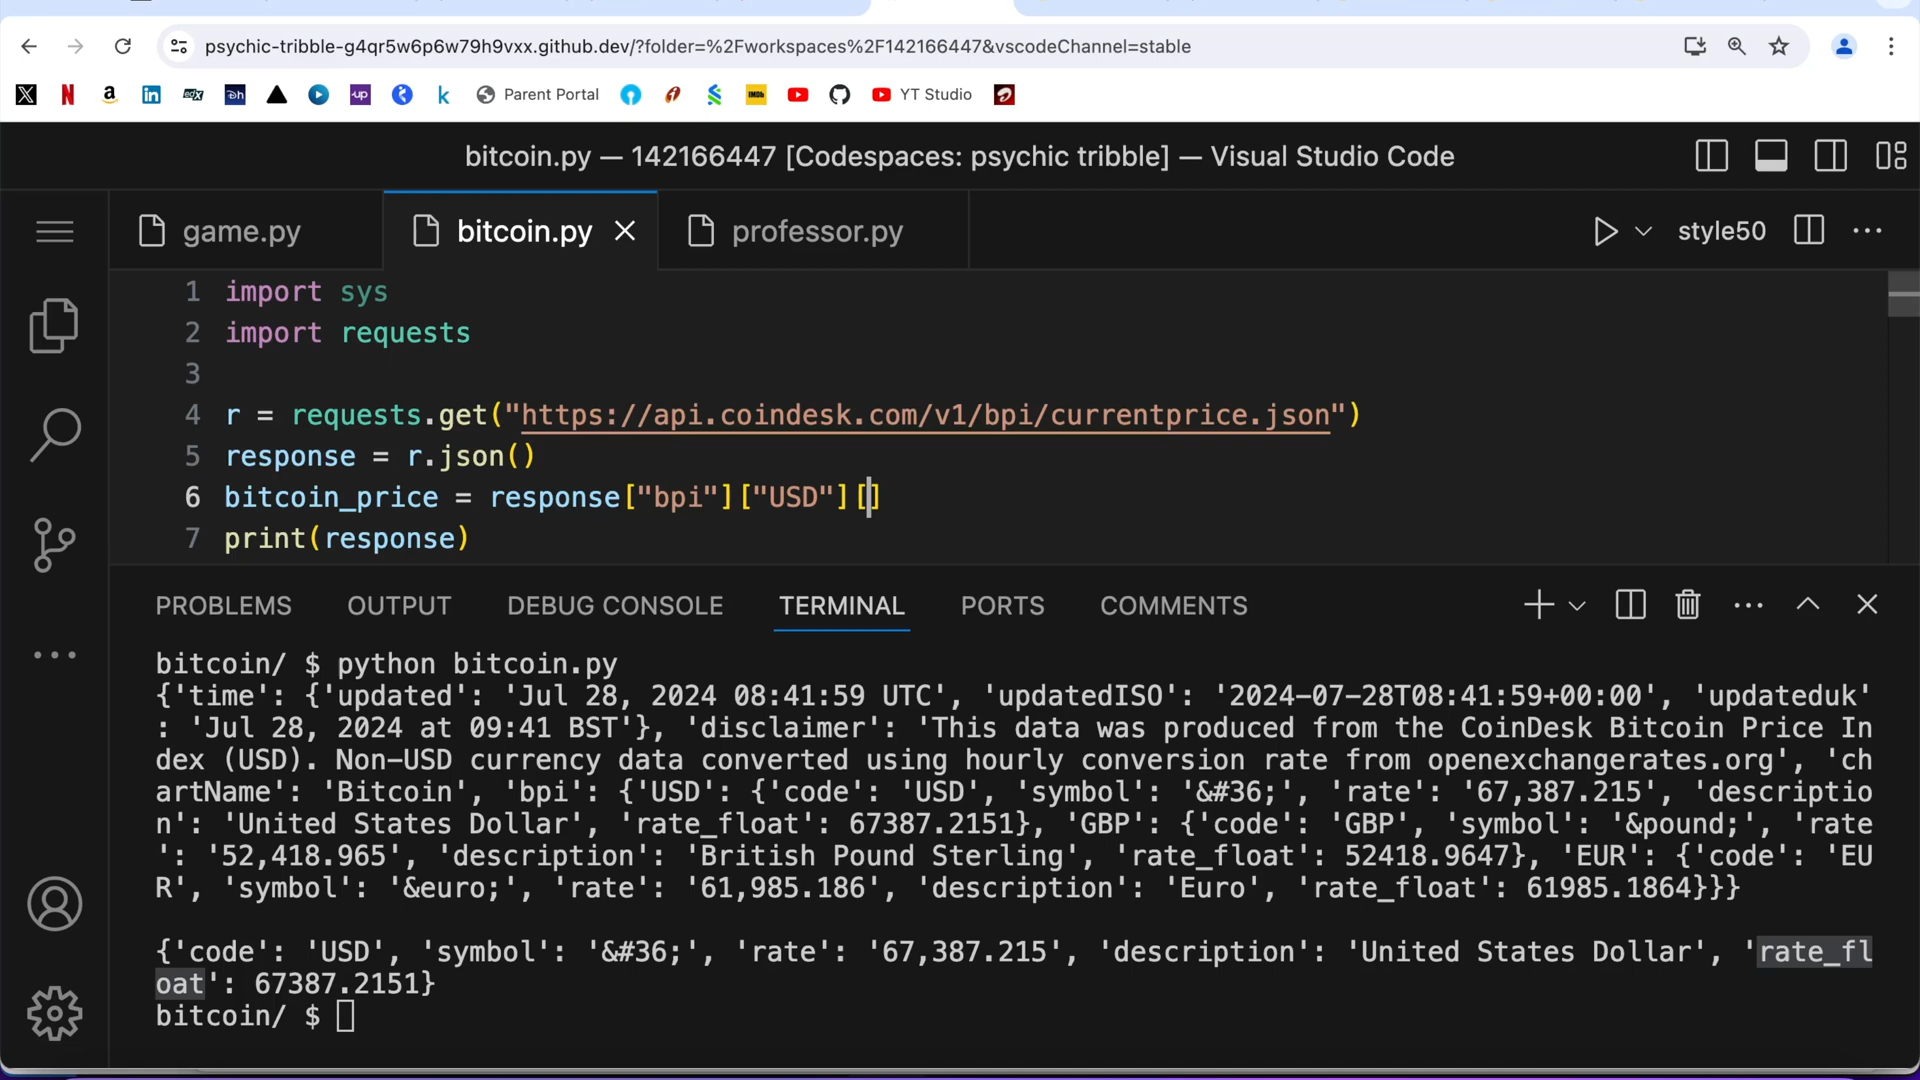 psychic-tribble-g4qr5w6p6w79h9vxx.github.dev/?folder=%2Fworkspaces%2F142166447&vscodeChannel=stable
Parent Portal
YT Studio
bitcoin.py — 142166447 [Codespaces: psychic tribble] — Visual Studio Code
game.py
bitcoin.py
professor.py
style50
1 import sys
2 import requests
3
4 r = requests.get("https://api.coindesk.com/v1/bpi/currentprice.json")
5 response = r.json()
6 bitcoin_price = response["bpi"]["USD"][]
7 print(response)
PROBLEMS OUTPUT DEBUG CONSOLE TERMINAL PORTS COMMENTS
bitcoin/ $ python bitcoin.py
{'time': {'updated': 'Jul 28, 2024 08:41:59 UTC', 'updatedISO': '2024-07-28T08:41:59+00:00', 'updateduk'
: 'Jul 28, 2024 at 09:41 BST'}, 'disclaimer': 'This data was produced from the CoinDesk Bitcoin Price In
dex (USD). Non-USD currency data converted using hourly conversion rate from openexchangerates.org', 'ch
artName': 'Bitcoin', 'bpi': {'USD': {'code': 'USD', 'symbol': '&#36;', 'rate': '67,387.215', 'descriptio
n': 'United States Dollar', 'rate_float': 67387.2151}, 'GBP': {'code': 'GBP', 'symbol': '&pound;', 'rate
': '52,418.965', 'description': 'British Pound Sterling', 'rate_float': 52418.9647}, 'EUR': {'code': 'EU
R', 'symbol': '&euro;', 'rate': '61,985.186', 'description': 'Euro', 'rate_float': 61985.1864}}}
{'code': 'USD', 'symbol': '&#36;', 'rate': '67,387.215', 'description': 'United States Dollar', 'rate_fl
oat': 67387.2151}
bitcoin/ $